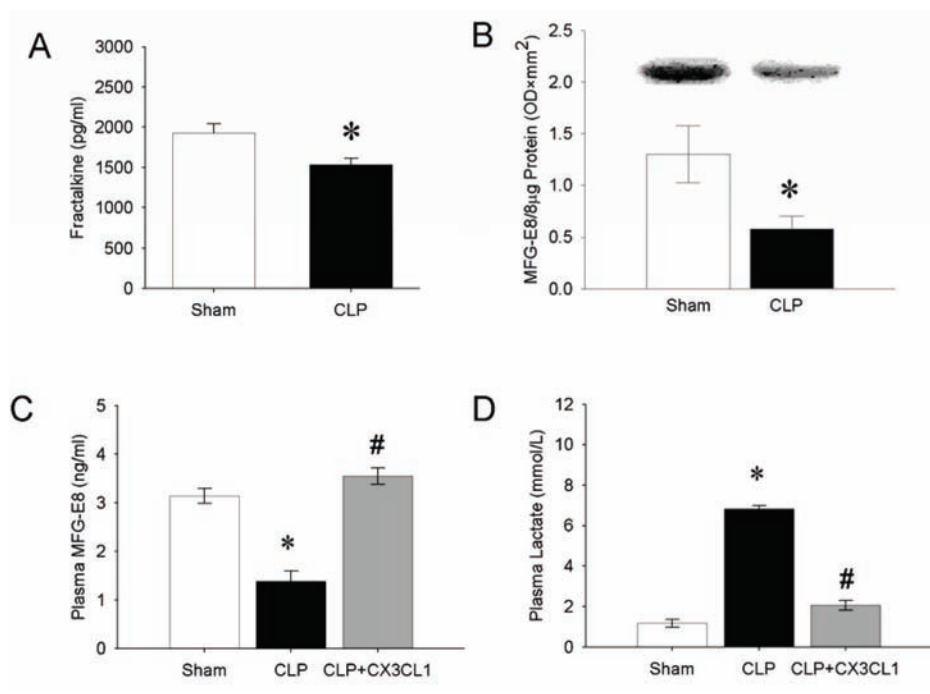 A
Fractalkine (pg/ml)
3000
2500
2000
1500
1000
500
0
*
Sham CLP
B
MFG-E8/8µg Protein (OD×mm²)
2.5
2.0
1.5
1.0
0.5
0.0
*
Sham CLP
C
Plasma MFG-E8 (ng/ml)
5
4
3
2
1
0
*
#
Sham CLP CLP+CX3CL1
D
Plasma Lactate (mmol/L)
12
10
8
6
4
2
0
*
#
Sham CLP CLP+CX3CL1